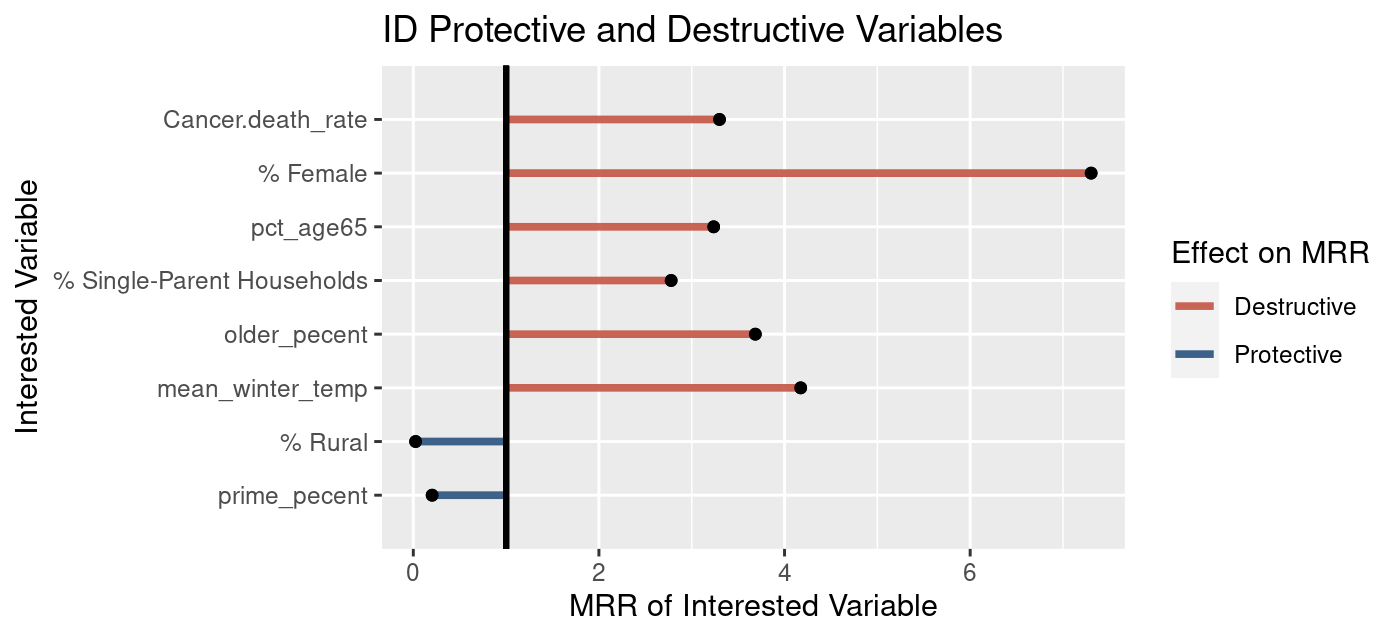 ID Protective and Destructive Variables
Interested Variable
Cancer.death_rate
% Female
pct_age65
% Single-Parent Households
older_pecent
mean_winter_temp
% Rural
prime_pecent
0 2 4 6
MRR of Interested Variable
Effect on MRR
Destructive
Protective